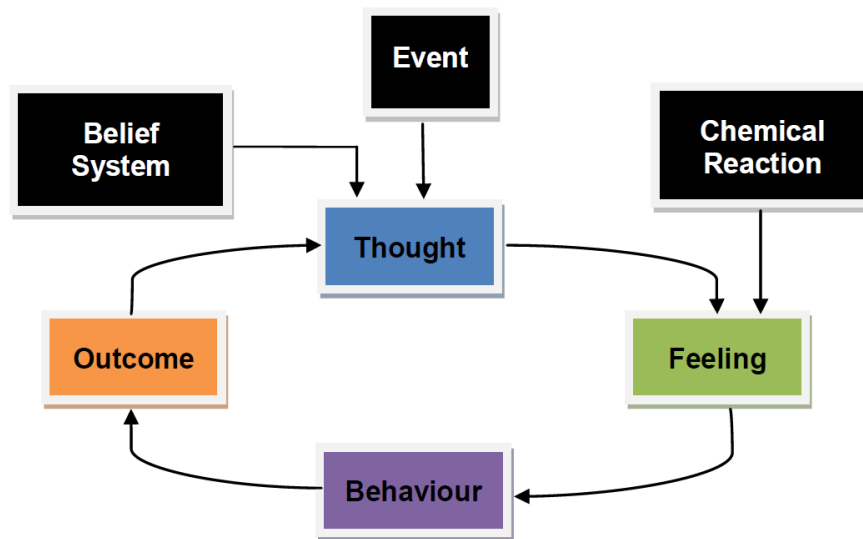 Event
Belief
System
Chemical
Reaction
Thought
Outcome
Feeling
Behaviour